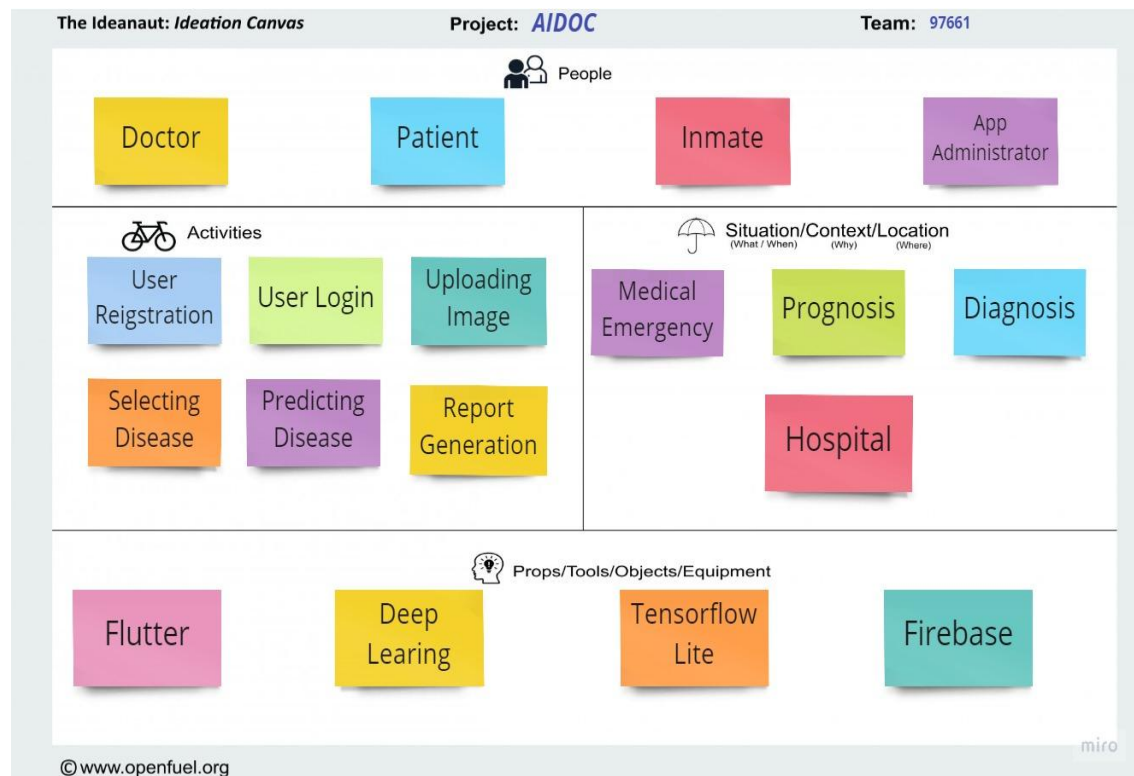 The Ideanaut: Ideation Canvas
Project: AIDOC
Team: 97661
People
Doctor
Patient
Inmate
App
Administrator
Activities
User
Reigstration
User Login
Uploading
Image
Selecting
Disease
Predicting
Disease
Report
Generation
Situation/Context/Location
(What / When) (Why) (Where)
Medical
Emergency
Prognosis
Diagnosis
Hospital
Props/Tools/Objects/Equipment
Flutter
Deep
Learing
Tensorflow
Lite
Firebase
miro
© www.openfuel.org